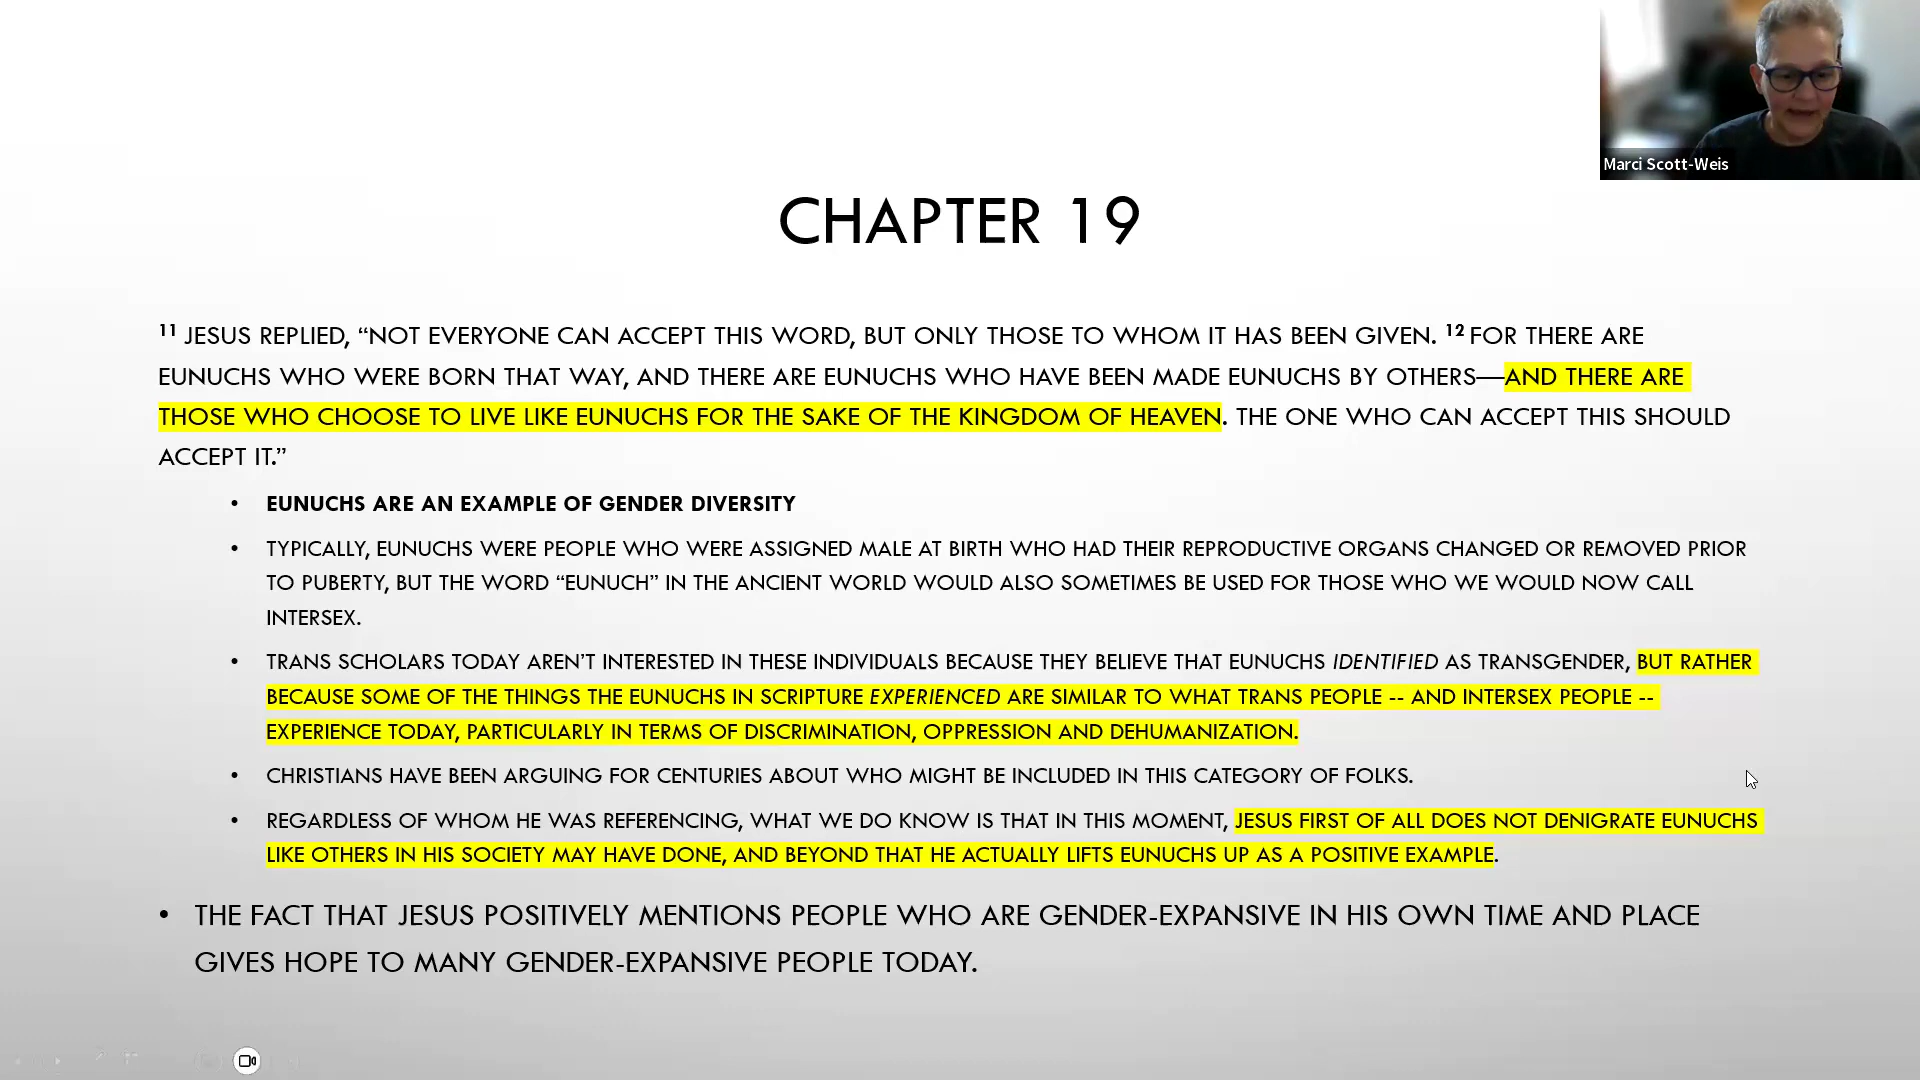 Marci Scott-Weis
CHAPTER 19
11 JESUS REPLIED, “NOT EVERYONE CAN ACCEPT THIS WORD, BUT ONLY THOSE TO WHOM IT HAS BEEN GIVEN. 12 FOR THERE ARE
EUNUCHS WHO WERE BORN THAT WAY, AND THERE ARE EUNUCHS WHO HAVE BEEN MADE EUNUCHS BY OTHERS—AND THERE ARE
THOSE WHO CHOOSE TO LIVE LIKE EUNUCHS FOR THE SAKE OF THE KINGDOM OF HEAVEN. THE ONE WHO CAN ACCEPT THIS SHOULD
ACCEPT IT.”
• EUNUCHS ARE AN EXAMPLE OF GENDER DIVERSITY
• TYPICALLY, EUNUCHS WERE PEOPLE WHO WERE ASSIGNED MALE AT BIRTH WHO HAD THEIR REPRODUCTIVE ORGANS CHANGED OR REMOVED PRIOR
TO PUBERTY, BUT THE WORD “EUNUCH” IN THE ANCIENT WORLD WOULD ALSO SOMETIMES BE USED FOR THOSE WHO WE WOULD NOW CALL
INTERSEX.
• TRANS SCHOLARS TODAY AREN’T INTERESTED IN THESE INDIVIDUALS BECAUSE THEY BELIEVE THAT EUNUCHS IDENTIFIED AS TRANSGENDER, BUT RATHER
BECAUSE SOME OF THE THINGS THE EUNUCHS IN SCRIPTURE EXPERIENCED ARE SIMILAR TO WHAT TRANS PEOPLE -- AND INTERSEX PEOPLE --
EXPERIENCE TODAY, PARTICULARLY IN TERMS OF DISCRIMINATION, OPPRESSION AND DEHUMANIZATION.
• CHRISTIANS HAVE BEEN ARGUING FOR CENTURIES ABOUT WHO MIGHT BE INCLUDED IN THIS CATEGORY OF FOLKS.
• REGARDLESS OF WHOM HE WAS REFERENCING, WHAT WE DO KNOW IS THAT IN THIS MOMENT, JESUS FIRST OF ALL DOES NOT DENIGRATE EUNUCHS
LIKE OTHERS IN HIS SOCIETY MAY HAVE DONE, AND BEYOND THAT HE ACTUALLY LIFTS EUNUCHS UP AS A POSITIVE EXAMPLE.
• THE FACT THAT JESUS POSITIVELY MENTIONS PEOPLE WHO ARE GENDER-EXPANSIVE IN HIS OWN TIME AND PLACE
GIVES HOPE TO MANY GENDER-EXPANSIVE PEOPLE TODAY.